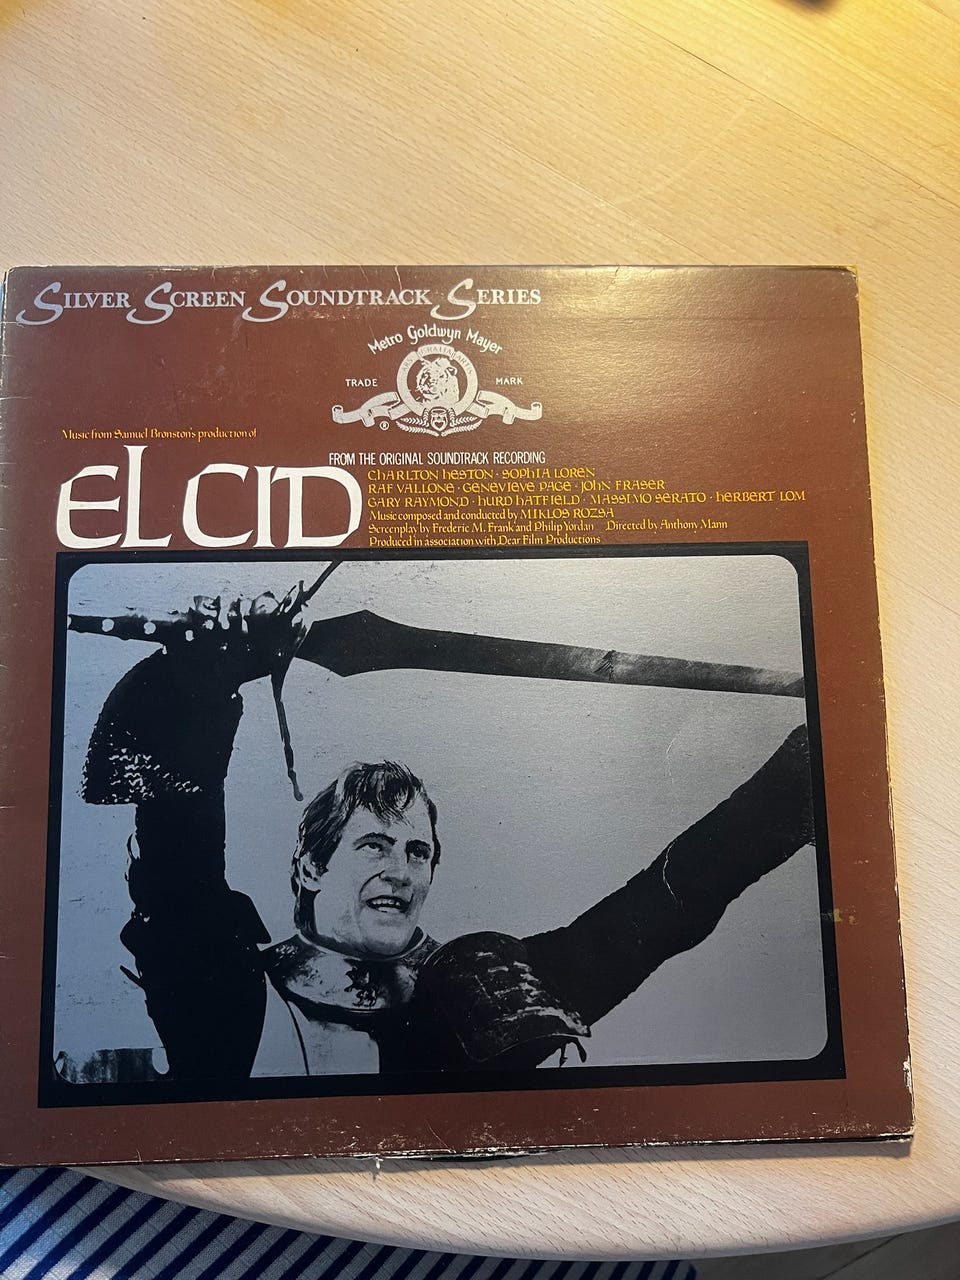 SILVER SCREEN SOUNDTRACK SERIES
Metro Goldwyn Mayer
ARS GRATIA ARTIS
TRADE MARK
®
Music from Samuel Bronston's production of
EL CID
FROM THE ORIGINAL SOUNDTRACK RECORDING
CHARLTON HESTON · SOPHIA LOREN
RAF VALLONE · GENEVIEVE PAGE · JOHN FRASER
GARY RAYMOND · HURD HATFIELD · MASSIMO SERATO · HERBERT LOM
Music composed and conducted by MIKLOS ROZSA
Screenplay by Frederic M. Frank and Philip Yordan Directed by Anthony Mann
Produced in association with Dear Film Productions